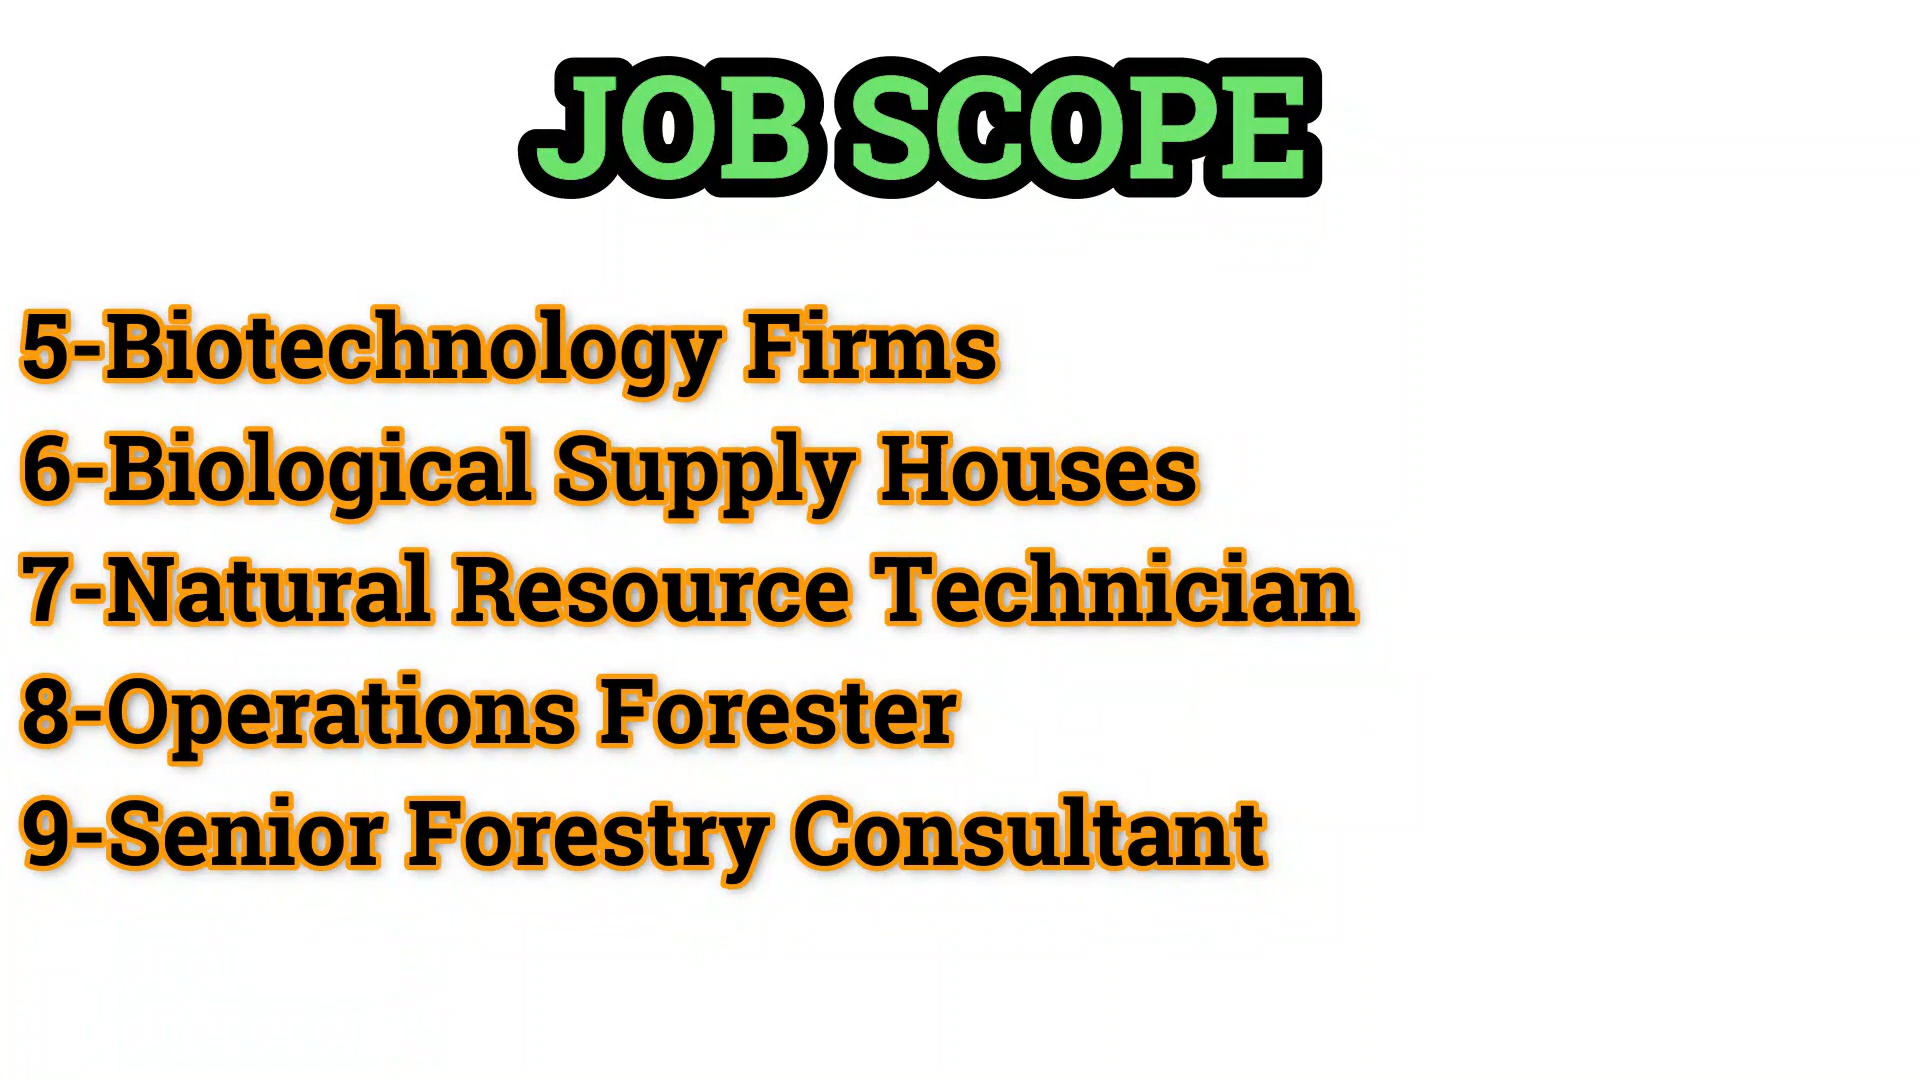 JOB SCOPE
5-Biotechnology Firms
6-Biological Supply Houses
7-Natural Resource Technician
8-Operations Forester
9-Senior Forestry Consultant